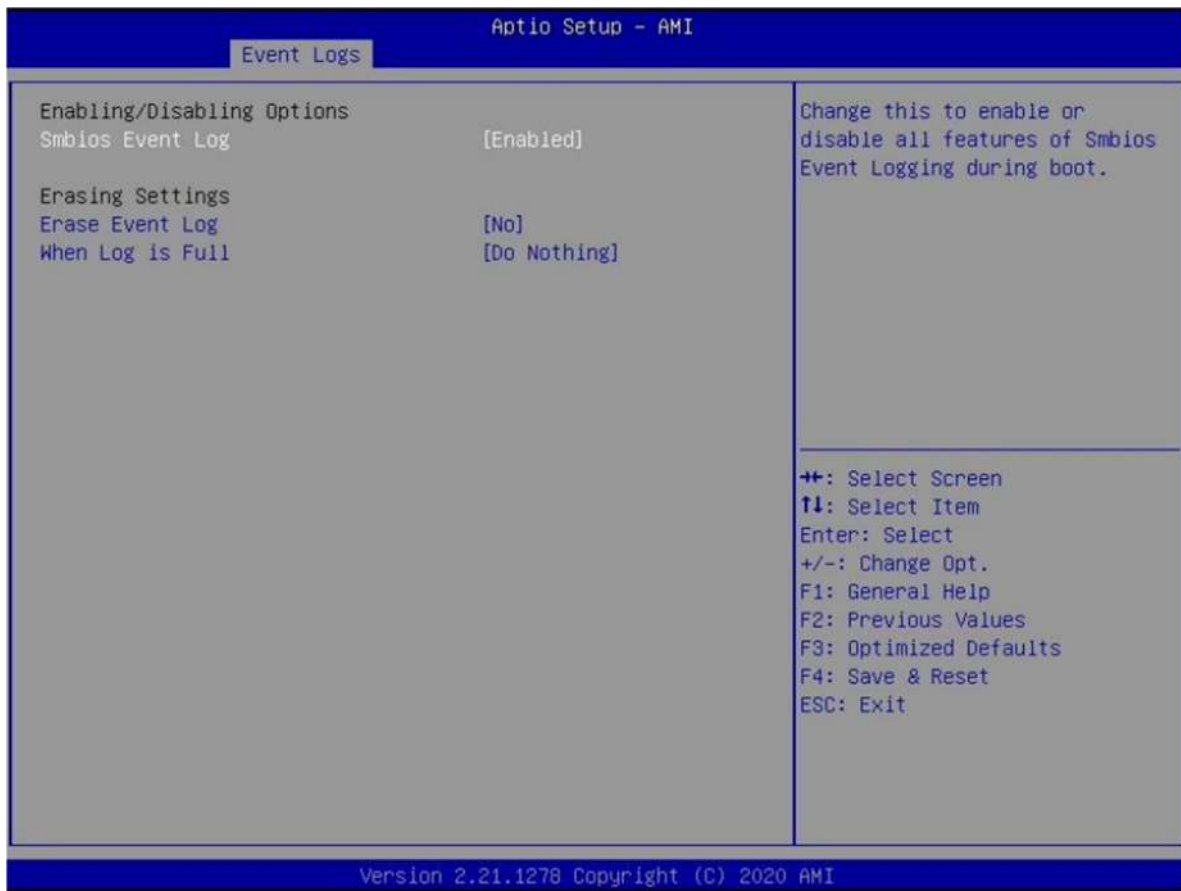 Aptio Setup – AMI
Event Logs
Enabling/Disabling Options
Smbios Event Log [Enabled]
Erasing Settings
Erase Event Log [No]
When Log is Full [Do Nothing]
Change this to enable or
disable all features of Smbios
Event Logging during boot.
→←: Select Screen
↑↓: Select Item
Enter: Select
+/-: Change Opt.
F1: General Help
F2: Previous Values
F3: Optimized Defaults
F4: Save & Reset
ESC: Exit
Version 2.21.1278 Copyright (C) 2020 AMI